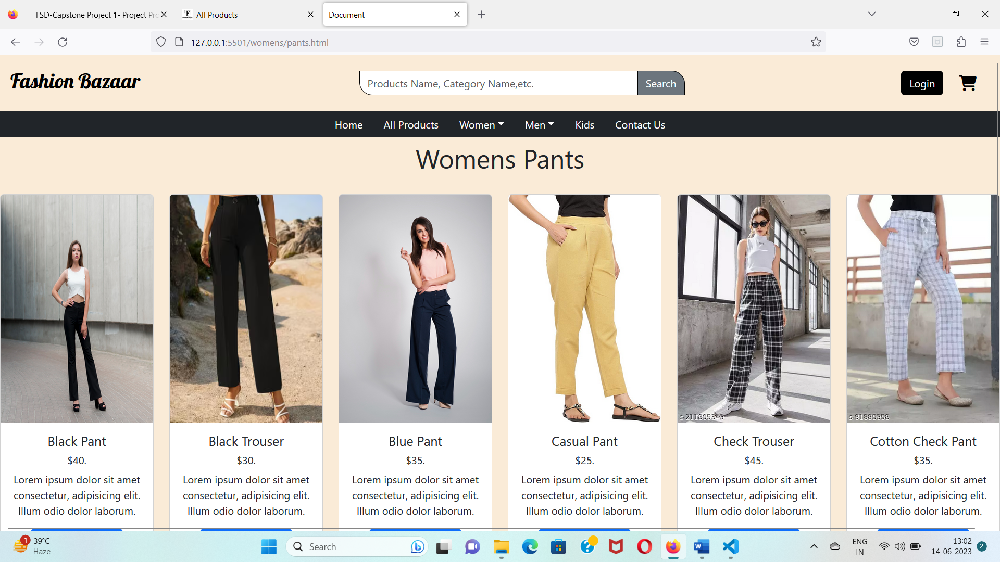 FSD-Capstone Project 1- Project Pro
All Products
Document
127.0.0.1:5501/womens/pants.html
Fashion Bazaar
Products Name, Category Name,etc.
Search
Login
Home
All Products
Women
Men
Kids
Contact Us
Womens Pants
s-211805349
s-91885958
Black Pant
$40.
Lorem ipsum dolor sit amet
consectetur, adipisicing elit.
Illum odio dolor laborum.
Black Trouser
$30.
Lorem ipsum dolor sit amet
consectetur, adipisicing elit.
Illum odio dolor laborum.
Blue Pant
$35.
Lorem ipsum dolor sit amet
consectetur, adipisicing elit.
Illum odio dolor laborum.
Casual Pant
$25.
Lorem ipsum dolor sit amet
consectetur, adipisicing elit.
Illum odio dolor laborum.
Check Trouser
$45.
Lorem ipsum dolor sit amet
consectetur, adipisicing elit.
Illum odio dolor laborum.
Cotton Check Pant
$35.
Lorem ipsum dolor sit amet
consectetur, adipisicing elit.
Illum odio dolor laborum.
1
39°C
Haze
Search
ENG
IN
13:02
14-06-2023
2